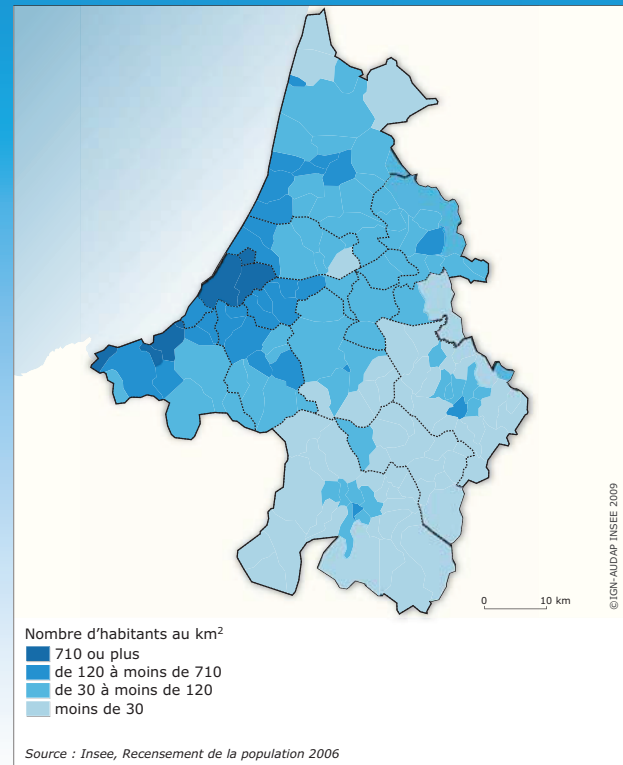 ©IGN-AUDAP INSEE 2009
0 10 km
Nombre d’habitants au km²
710 ou plus
de 120 à moins de 710
de 30 à moins de 120
moins de 30
Source : Insee, Recensement de la population 2006